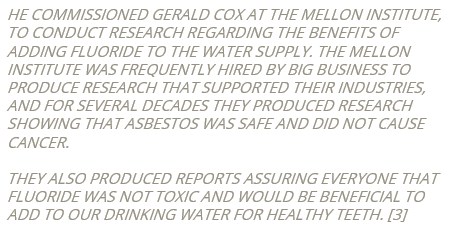 HE COMMISSIONED GERALD COX AT THE MELLON INSTITUTE,
TO CONDUCT RESEARCH REGARDING THE BENEFITS OF
ADDING FLUORIDE TO THE WATER SUPPLY. THE MELLON
INSTITUTE WAS FREQUENTLY HIRED BY BIG BUSINESS TO
PRODUCE RESEARCH THAT SUPPORTED THEIR INDUSTRIES,
AND FOR SEVERAL DECADES THEY PRODUCED RESEARCH
SHOWING THAT ASBESTOS WAS SAFE AND DID NOT CAUSE
CANCER.
THEY ALSO PRODUCED REPORTS ASSURING EVERYONE THAT
FLUORIDE WAS NOT TOXIC AND WOULD BE BENEFICIAL TO
ADD TO OUR DRINKING WATER FOR HEALTHY TEETH. [3]